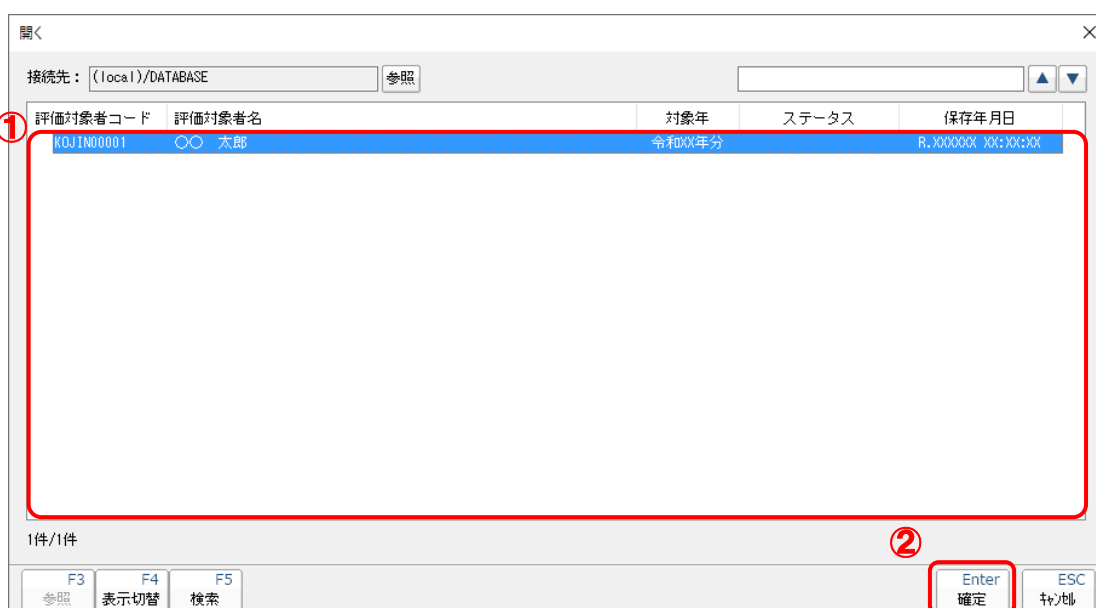 開く
接続先： (local)/DATABASE 参照
① 評価対象者コード 評価対象者名 対象年 ステータス 保存年月日
KOJIN00001 〇〇 太郎 令和XX年分 R.XXXXXX XX:XX:XX
1件/1件
②
F3 F4 F5 Enter ESC
参照 表示切替 検索 確定 ｷｬﾝｾﾙ